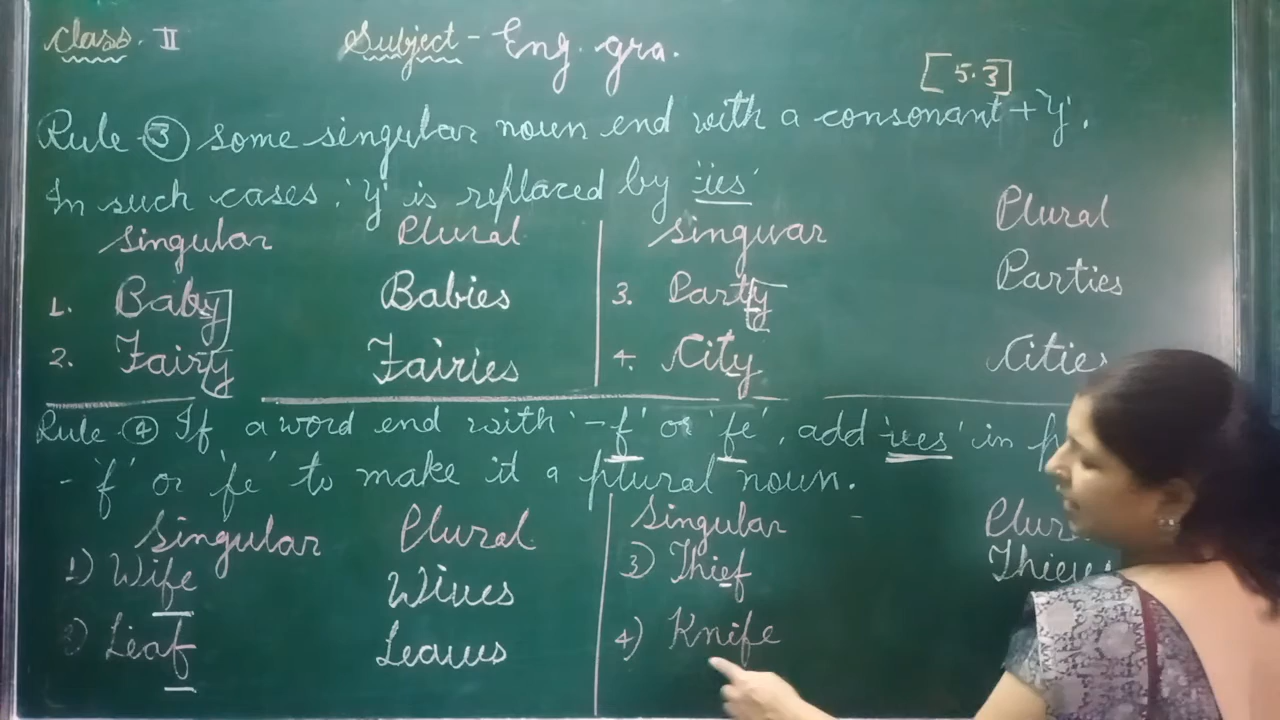 Class. II Subject - Eng. gra.
[5.3]
Rule - 3 some singular noun end with a consonant + 'y'.
In such cases. 'y' is replaced by 'ies'
Singular Plural Singuar Plural
1. Baby Babies 3. Party Parties
2. Fairy Fairies 4. City Cities
Rule - 4 If a word end with '-f' or 'fe', add 'ves' in
- 'f' or 'fe' to make it a plural noun.
Singular Plural Singular
1) Wife Wives 3) Thief Thieves
2) Leaf Leaves 4) Knife